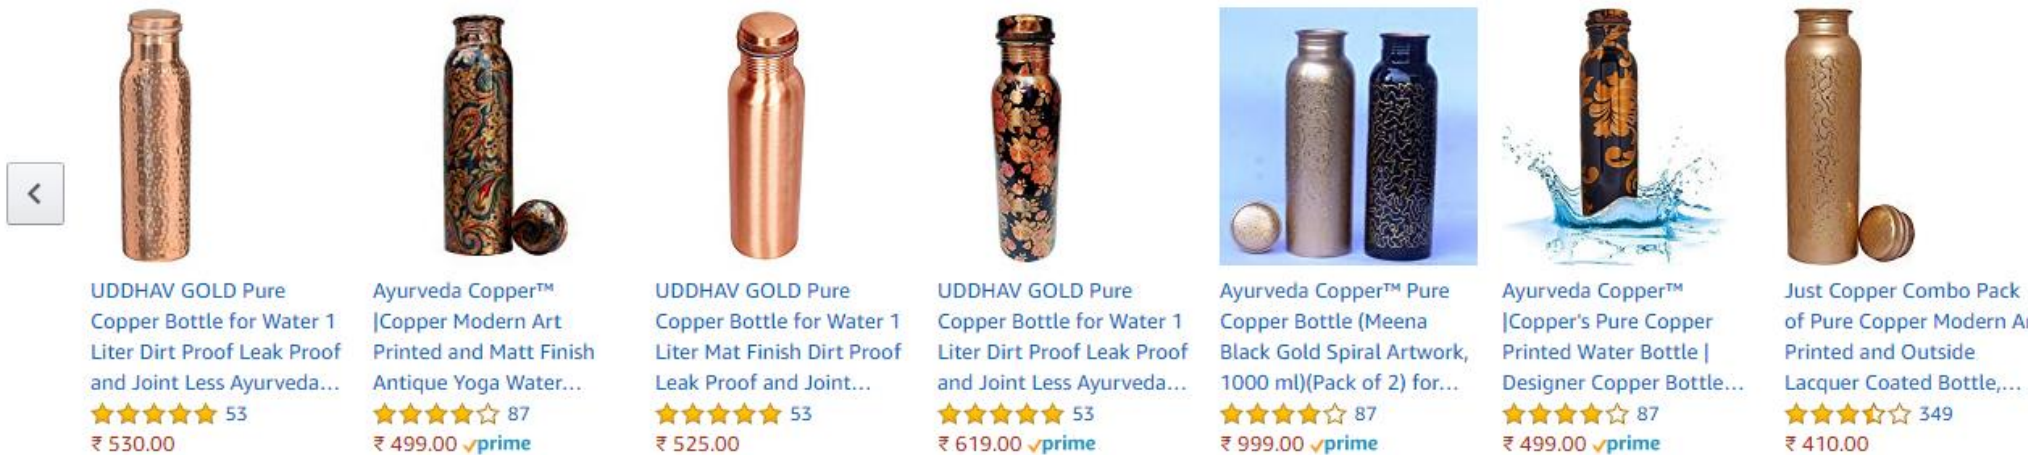 UDDHAV GOLD Pure
Copper Bottle for Water 1
Liter Dirt Proof Leak Proof
and Joint Less Ayurveda...
53
₹ 530.00
Ayurveda Copper™
|Copper Modern Art
Printed and Matt Finish
Antique Yoga Water...
87
₹ 499.00 prime
UDDHAV GOLD Pure
Copper Bottle for Water 1
Liter Mat Finish Dirt Proof
Leak Proof and Joint...
53
₹ 525.00
UDDHAV GOLD Pure
Copper Bottle for Water 1
Liter Dirt Proof Leak Proof
and Joint Less Ayurveda...
53
₹ 619.00 prime
Ayurveda Copper™ Pure
Copper Bottle (Meena
Black Gold Spiral Artwork,
1000 ml)(Pack of 2) for...
87
₹ 999.00 prime
Ayurveda Copper™
|Copper's Pure Copper
Printed Water Bottle |
Designer Copper Bottle...
87
₹ 499.00 prime
Just Copper Combo Pack
of Pure Copper Modern
Printed and Outside
Lacquer Coated Bottle,...
349
₹ 410.00